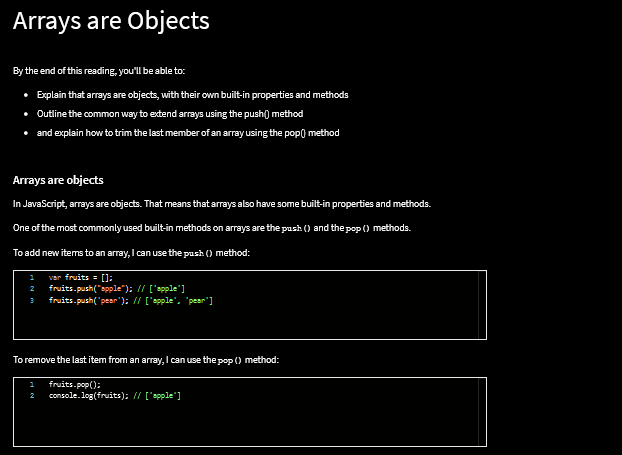 Arrays are Objects
By the end of this reading, you'll be able to:
• Explain that arrays are objects, with their own built-in properties and methods
• Outline the common way to extend arrays using the push() method
• and explain how to trim the last member of an array using the pop() method
Arrays are objects
In JavaScript, arrays are objects. That means that arrays also have some built-in properties and methods.
One of the most commonly used built-in methods on arrays are the push() and the pop() methods.
To add new items to an array, I can use the push() method:
1 var fruits = [];
2 fruits.push("apple"); // ['apple']
3 fruits.push('pear'); // ['apple', 'pear']
To remove the last item from an array, I can use the pop() method:
1 fruits.pop();
2 console.log(fruits); // ['apple']